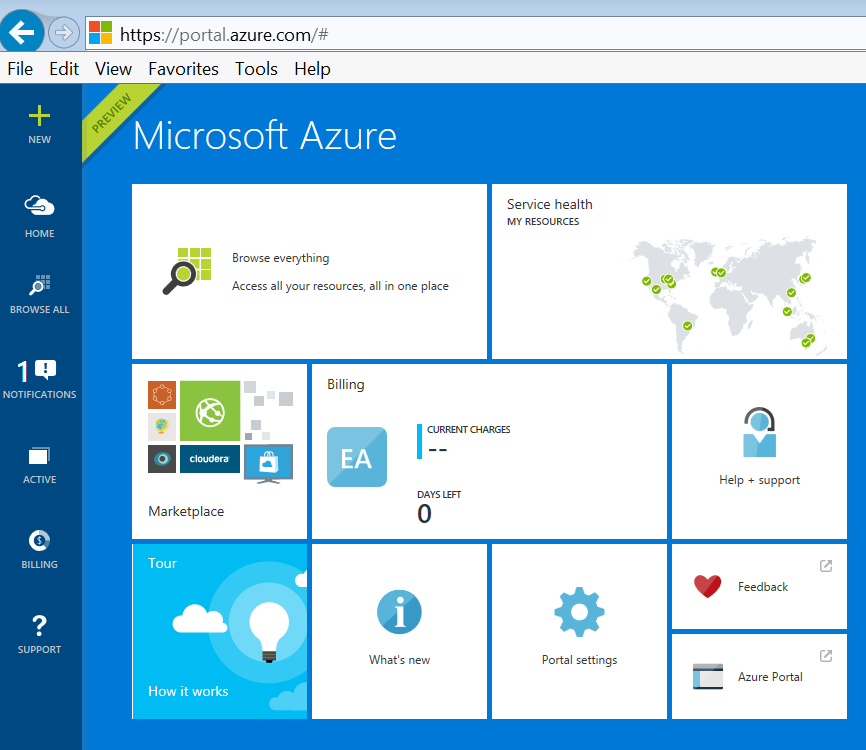 https://portal.azure.com/#
File Edit View Favorites Tools Help
PREVIEW
Microsoft Azure
NEW
HOME
BROWSE ALL
1
NOTIFICATIONS
ACTIVE
BILLING
SUPPORT
Browse everything
Access all your resources, all in one place
Service health
MY RESOURCES
cloudera
Marketplace
Billing
EA
CURRENT CHARGES
--
DAYS LEFT
0
Help + support
Tour
How it works
What's new
Portal settings
Feedback
Azure Portal